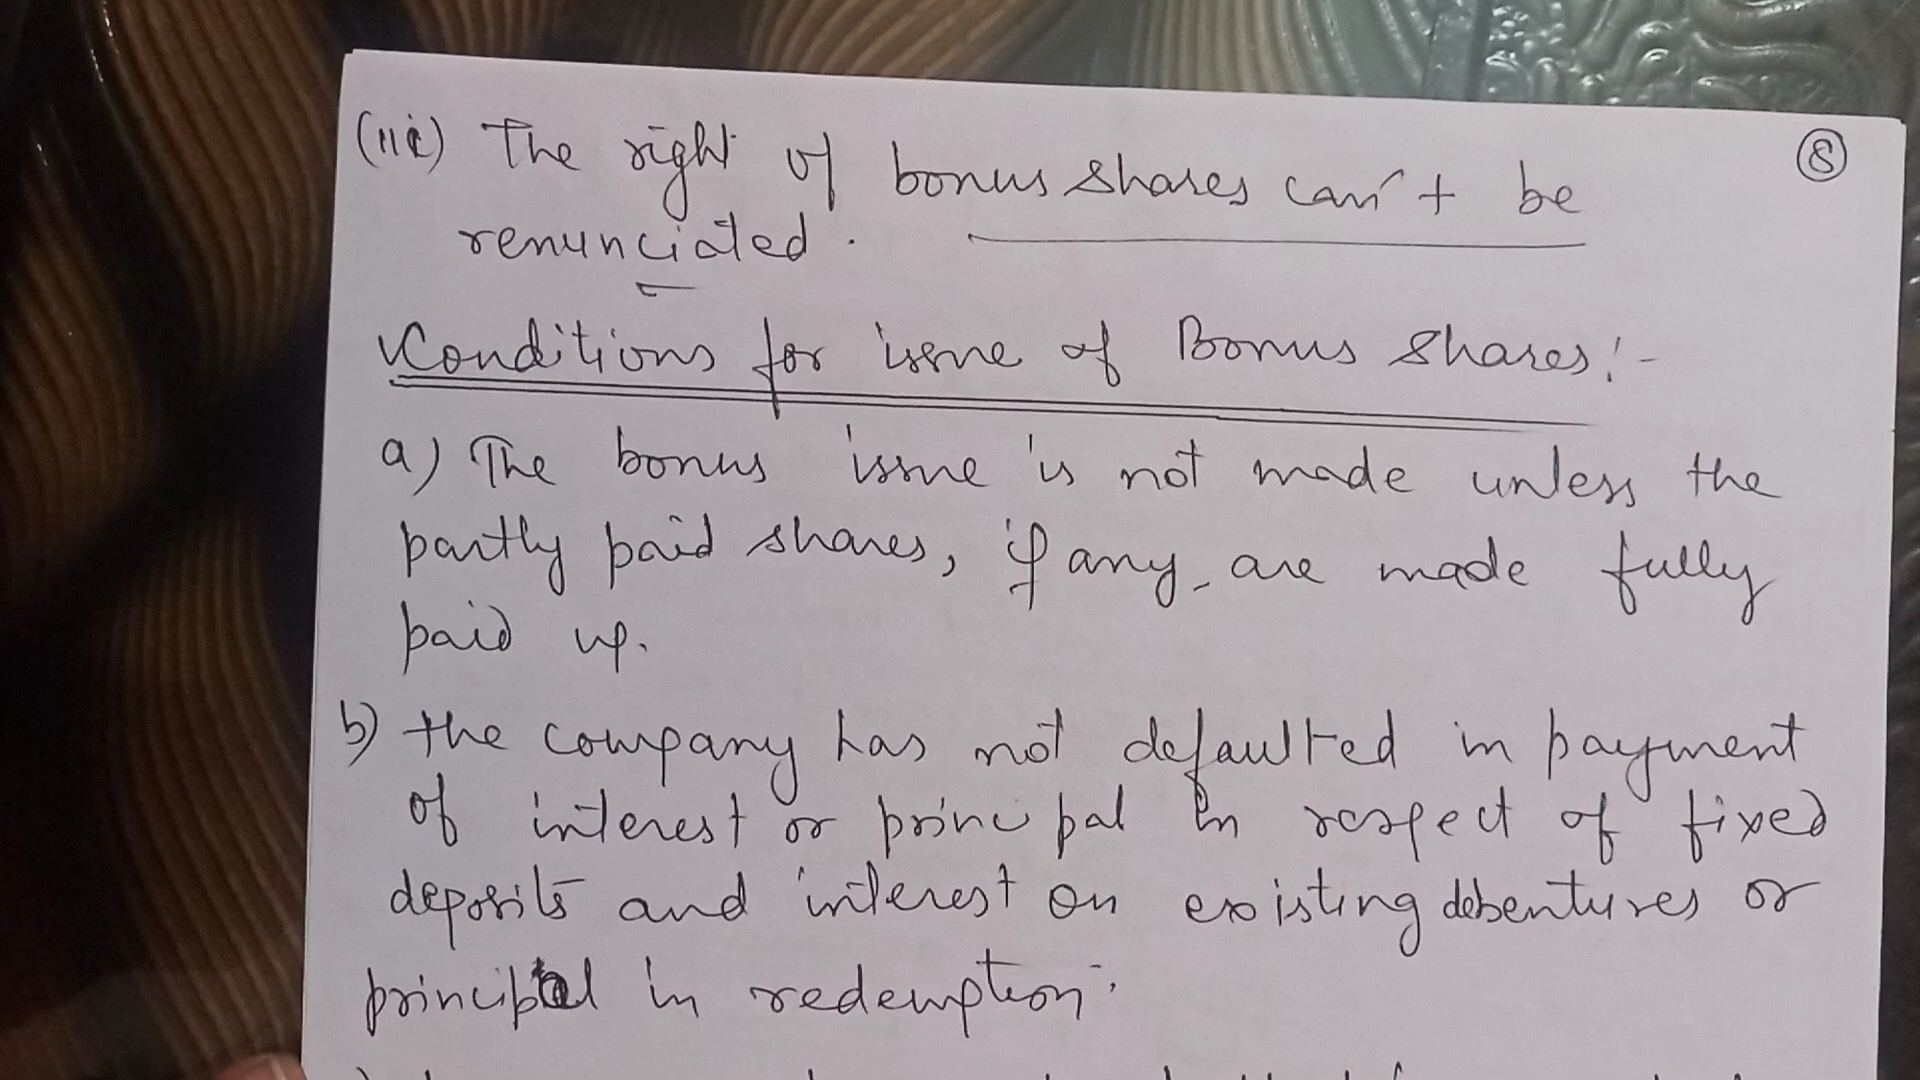 (iii) The right of bonus shares can't be
renunciated.
8
Conditions for issue of Bonus Shares:-
a) The bonus issue is not made unless the
partly paid shares, if any, are made fully
paid up.
b) the company has not defaulted in payment
of interest or principal in respect of fixed
deposits and interest on existing debentures or
principal in redemption.